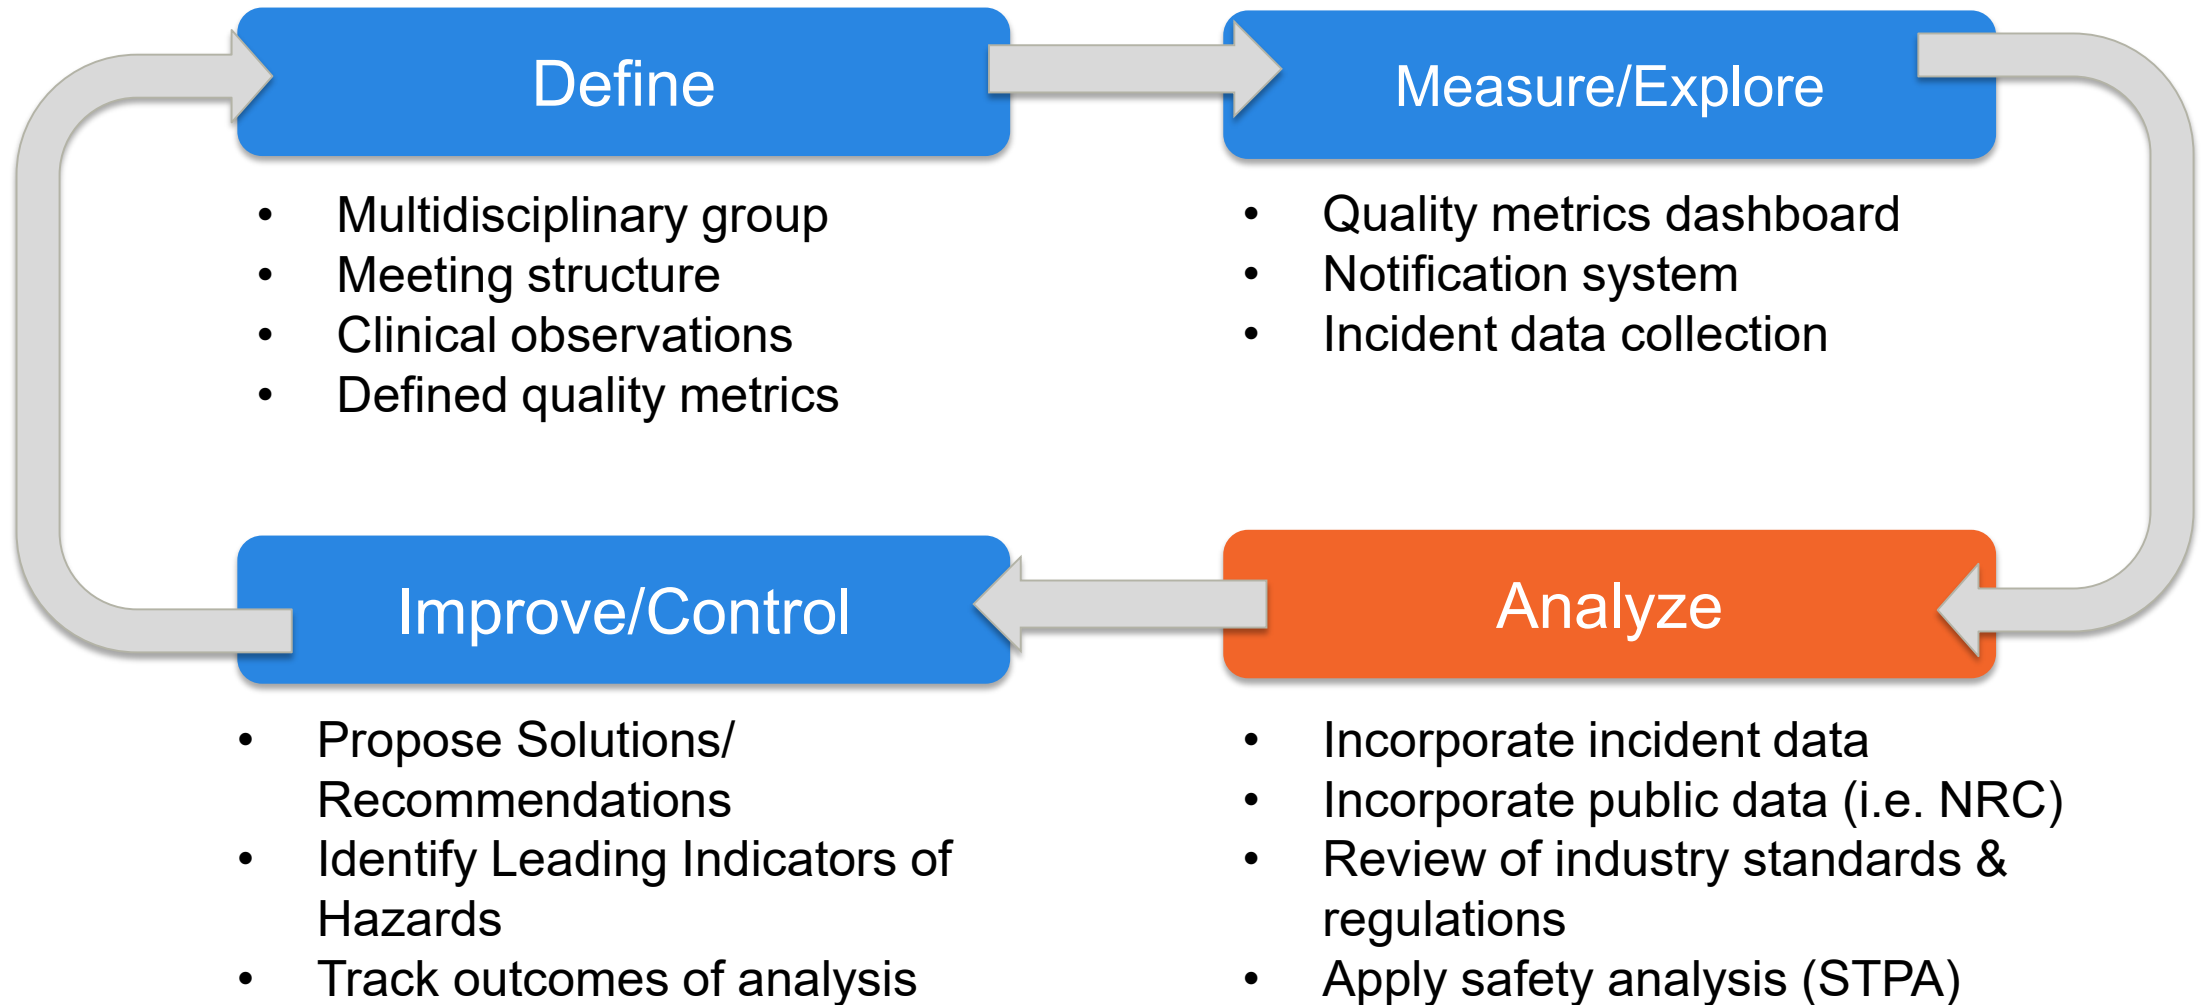 Define
• Multidisciplinary group
• Meeting structure
• Clinical observations
• Defined quality metrics
Measure/Explore
• Quality metrics dashboard
• Notification system
• Incident data collection
Analyze
• Incorporate incident data
• Incorporate public data (i.e. NRC)
• Review of industry standards &
regulations
• Apply safety analysis (STPA)
Improve/Control
• Propose Solutions/
Recommendations
• Identify Leading Indicators of
Hazards
• Track outcomes of analysis